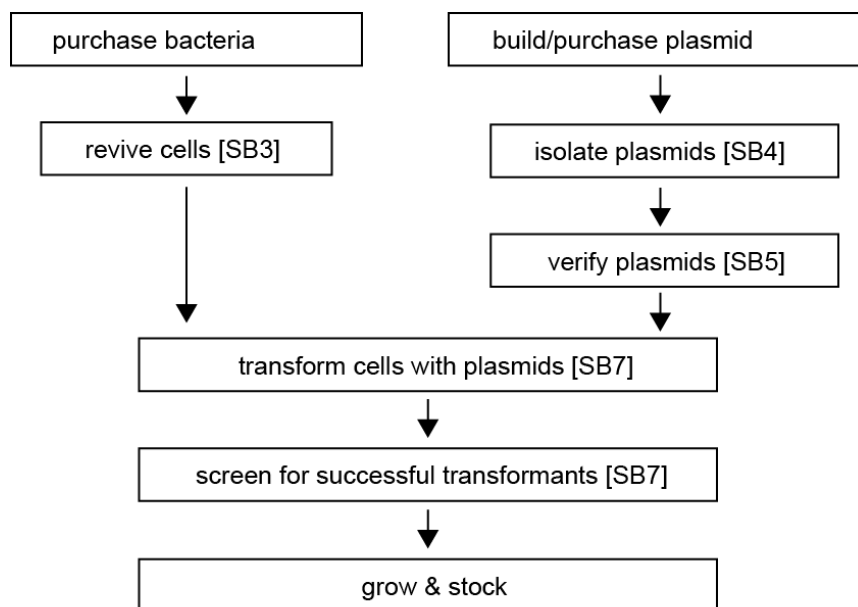 purchase bacteria
build/purchase plasmid
revive cells [SB3]
isolate plasmids [SB4]
verify plasmids [SB5]
transform cells with plasmids [SB7]
screen for successful transformants [SB7]
grow & stock